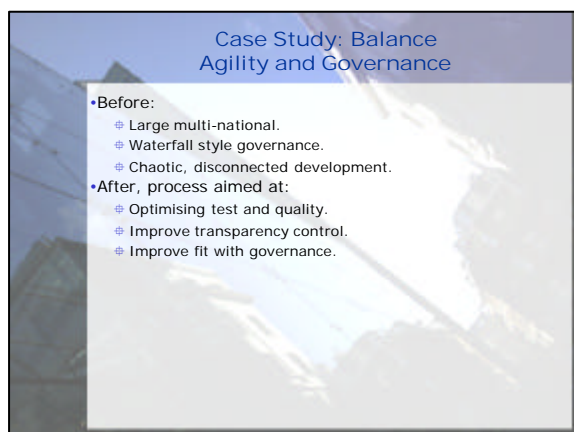 Case Study: Balance
Agility and Governance
•Before:
Large multi-national.
Waterfall style governance.
Chaotic, disconnected development.
•After, process aimed at:
Optimising test and quality.
Improve transparency control.
Improve fit with governance.